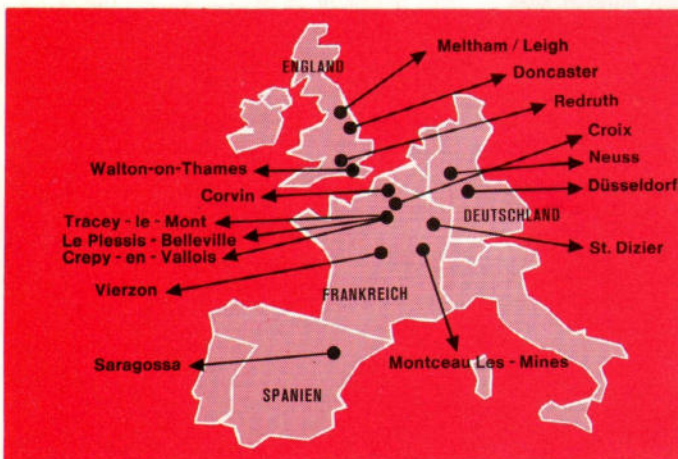 Meltham / Leigh
ENGLAND
Doncaster
Redruth
Croix
Walton-on-Thames
Neuss
Corvin
Düsseldorf
Tracey - le - Mont
DEUTSCHLAND
Le Plessis - Belleville
St. Dizier
Crepy - en - Vallois
Vierzon
FRANKREICH
Saragossa
Montceau Les - Mines
SPANIEN